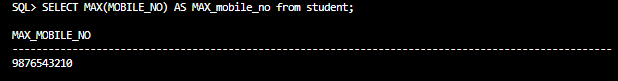 SQL> SELECT MAX(MOBILE_NO) AS MAX_mobile_no from student;
MAX_MOBILE_NO
----------------------------------------------------------------------------------------------------
9876543210